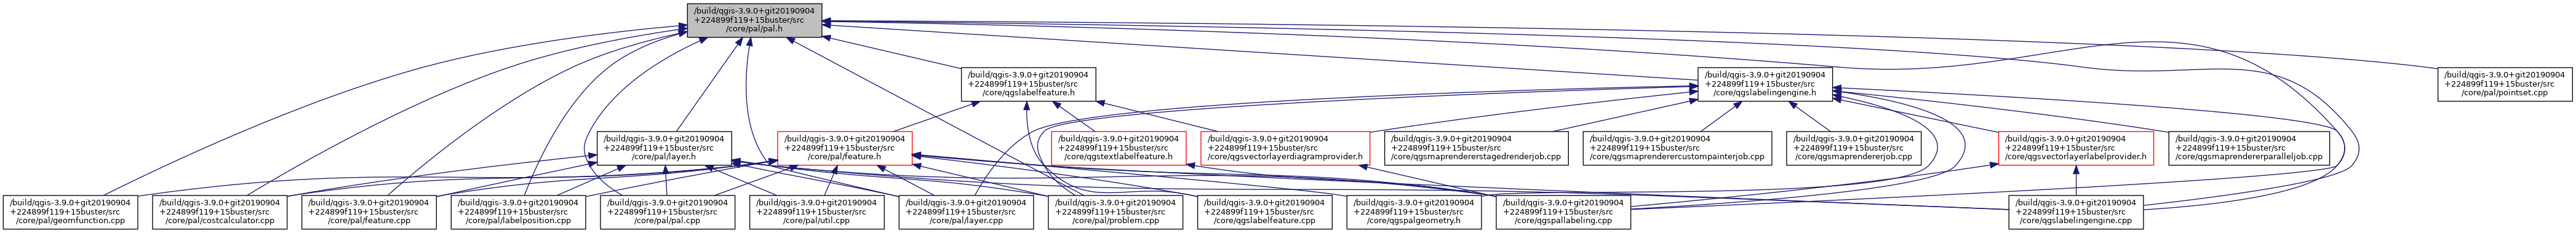 /build/qgis-3.9.0+git20190904
+224899f119+15buster/src
/core/pal/pal.h
/build/qgis-3.9.0+git20190904
+224899f119+15buster/src
/core/qgslabelfeature.h
/build/qgis-3.9.0+git20190904
+224899f119+15buster/src
/core/qgslabelingengine.h
/build/qgis-3.9.0+git20190904
+224899f119+15buster/src
/core/pal/pointset.cpp
/build/qgis-3.9.0+git20190904
+224899f119+15buster/src
/core/pal/layer.h
/build/qgis-3.9.0+git20190904
+224899f119+15buster/src
/core/pal/feature.h
/build/qgis-3.9.0+git20190904
+224899f119+15buster/src
/core/qgstextlabelfeature.h
/build/qgis-3.9.0+git20190904
+224899f119+15buster/src
/core/qgsvectorlayerdiagramprovider.h
/build/qgis-3.9.0+git20190904
+224899f119+15buster/src
/core/qgsmaprendererstagedrenderjob.cpp
/build/qgis-3.9.0+git20190904
+224899f119+15buster/src
/core/qgsmaprenderercustompainterjob.cpp
/build/qgis-3.9.0+git20190904
+224899f119+15buster/src
/core/qgsmaprendererjob.cpp
/build/qgis-3.9.0+git20190904
+224899f119+15buster/src
/core/qgsvectorlayerlabelprovider.h
/build/qgis-3.9.0+git20190904
+224899f119+15buster/src
/core/qgsmaprendererparalleljob.cpp
/build/qgis-3.9.0+git20190904
+224899f119+15buster/src
/core/pal/geomfunction.cpp
/build/qgis-3.9.0+git20190904
+224899f119+15buster/src
/core/pal/costcalculator.cpp
/build/qgis-3.9.0+git20190904
+224899f119+15buster/src
/core/pal/feature.cpp
/build/qgis-3.9.0+git20190904
+224899f119+15buster/src
/core/pal/labelposition.cpp
/build/qgis-3.9.0+git20190904
+224899f119+15buster/src
/core/pal/pal.cpp
/build/qgis-3.9.0+git20190904
+224899f119+15buster/src
/core/pal/util.cpp
/build/qgis-3.9.0+git20190904
+224899f119+15buster/src
/core/pal/layer.cpp
/build/qgis-3.9.0+git20190904
+224899f119+15buster/src
/core/pal/problem.cpp
/build/qgis-3.9.0+git20190904
+224899f119+15buster/src
/core/qgslabelfeature.cpp
/build/qgis-3.9.0+git20190904
+224899f119+15buster/src
/core/qgspalgeometry.h
/build/qgis-3.9.0+git20190904
+224899f119+15buster/src
/core/qgspallabeling.cpp
/build/qgis-3.9.0+git20190904
+224899f119+15buster/src
/core/qgslabelingengine.cpp